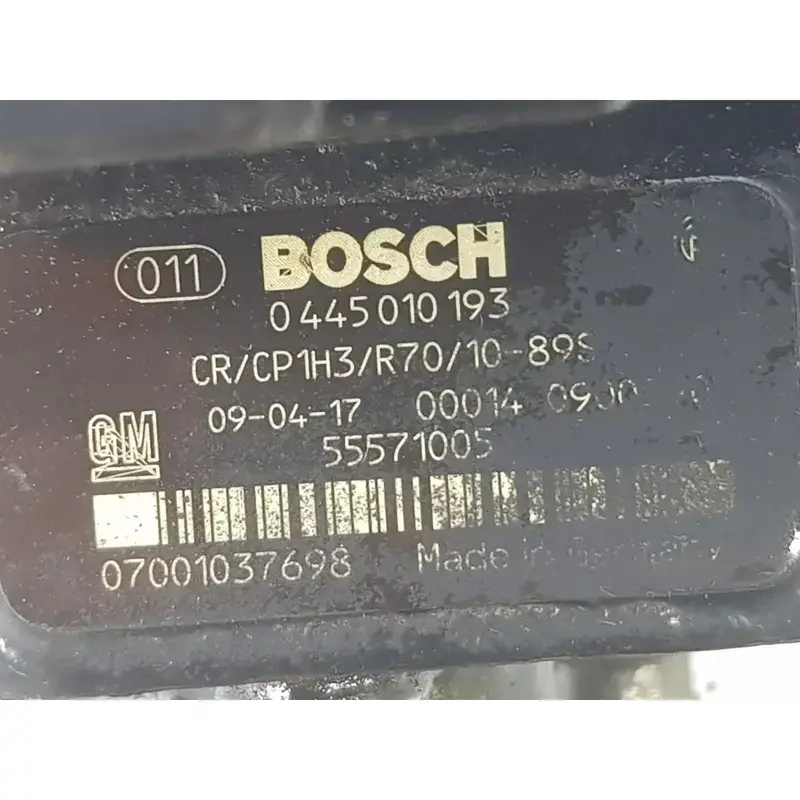 011 BOSCH
0 445 010 193
CR/CP1H3/R70/10-89S
GM 09-04-17 00014
55571005
07001037698 Made in Germany